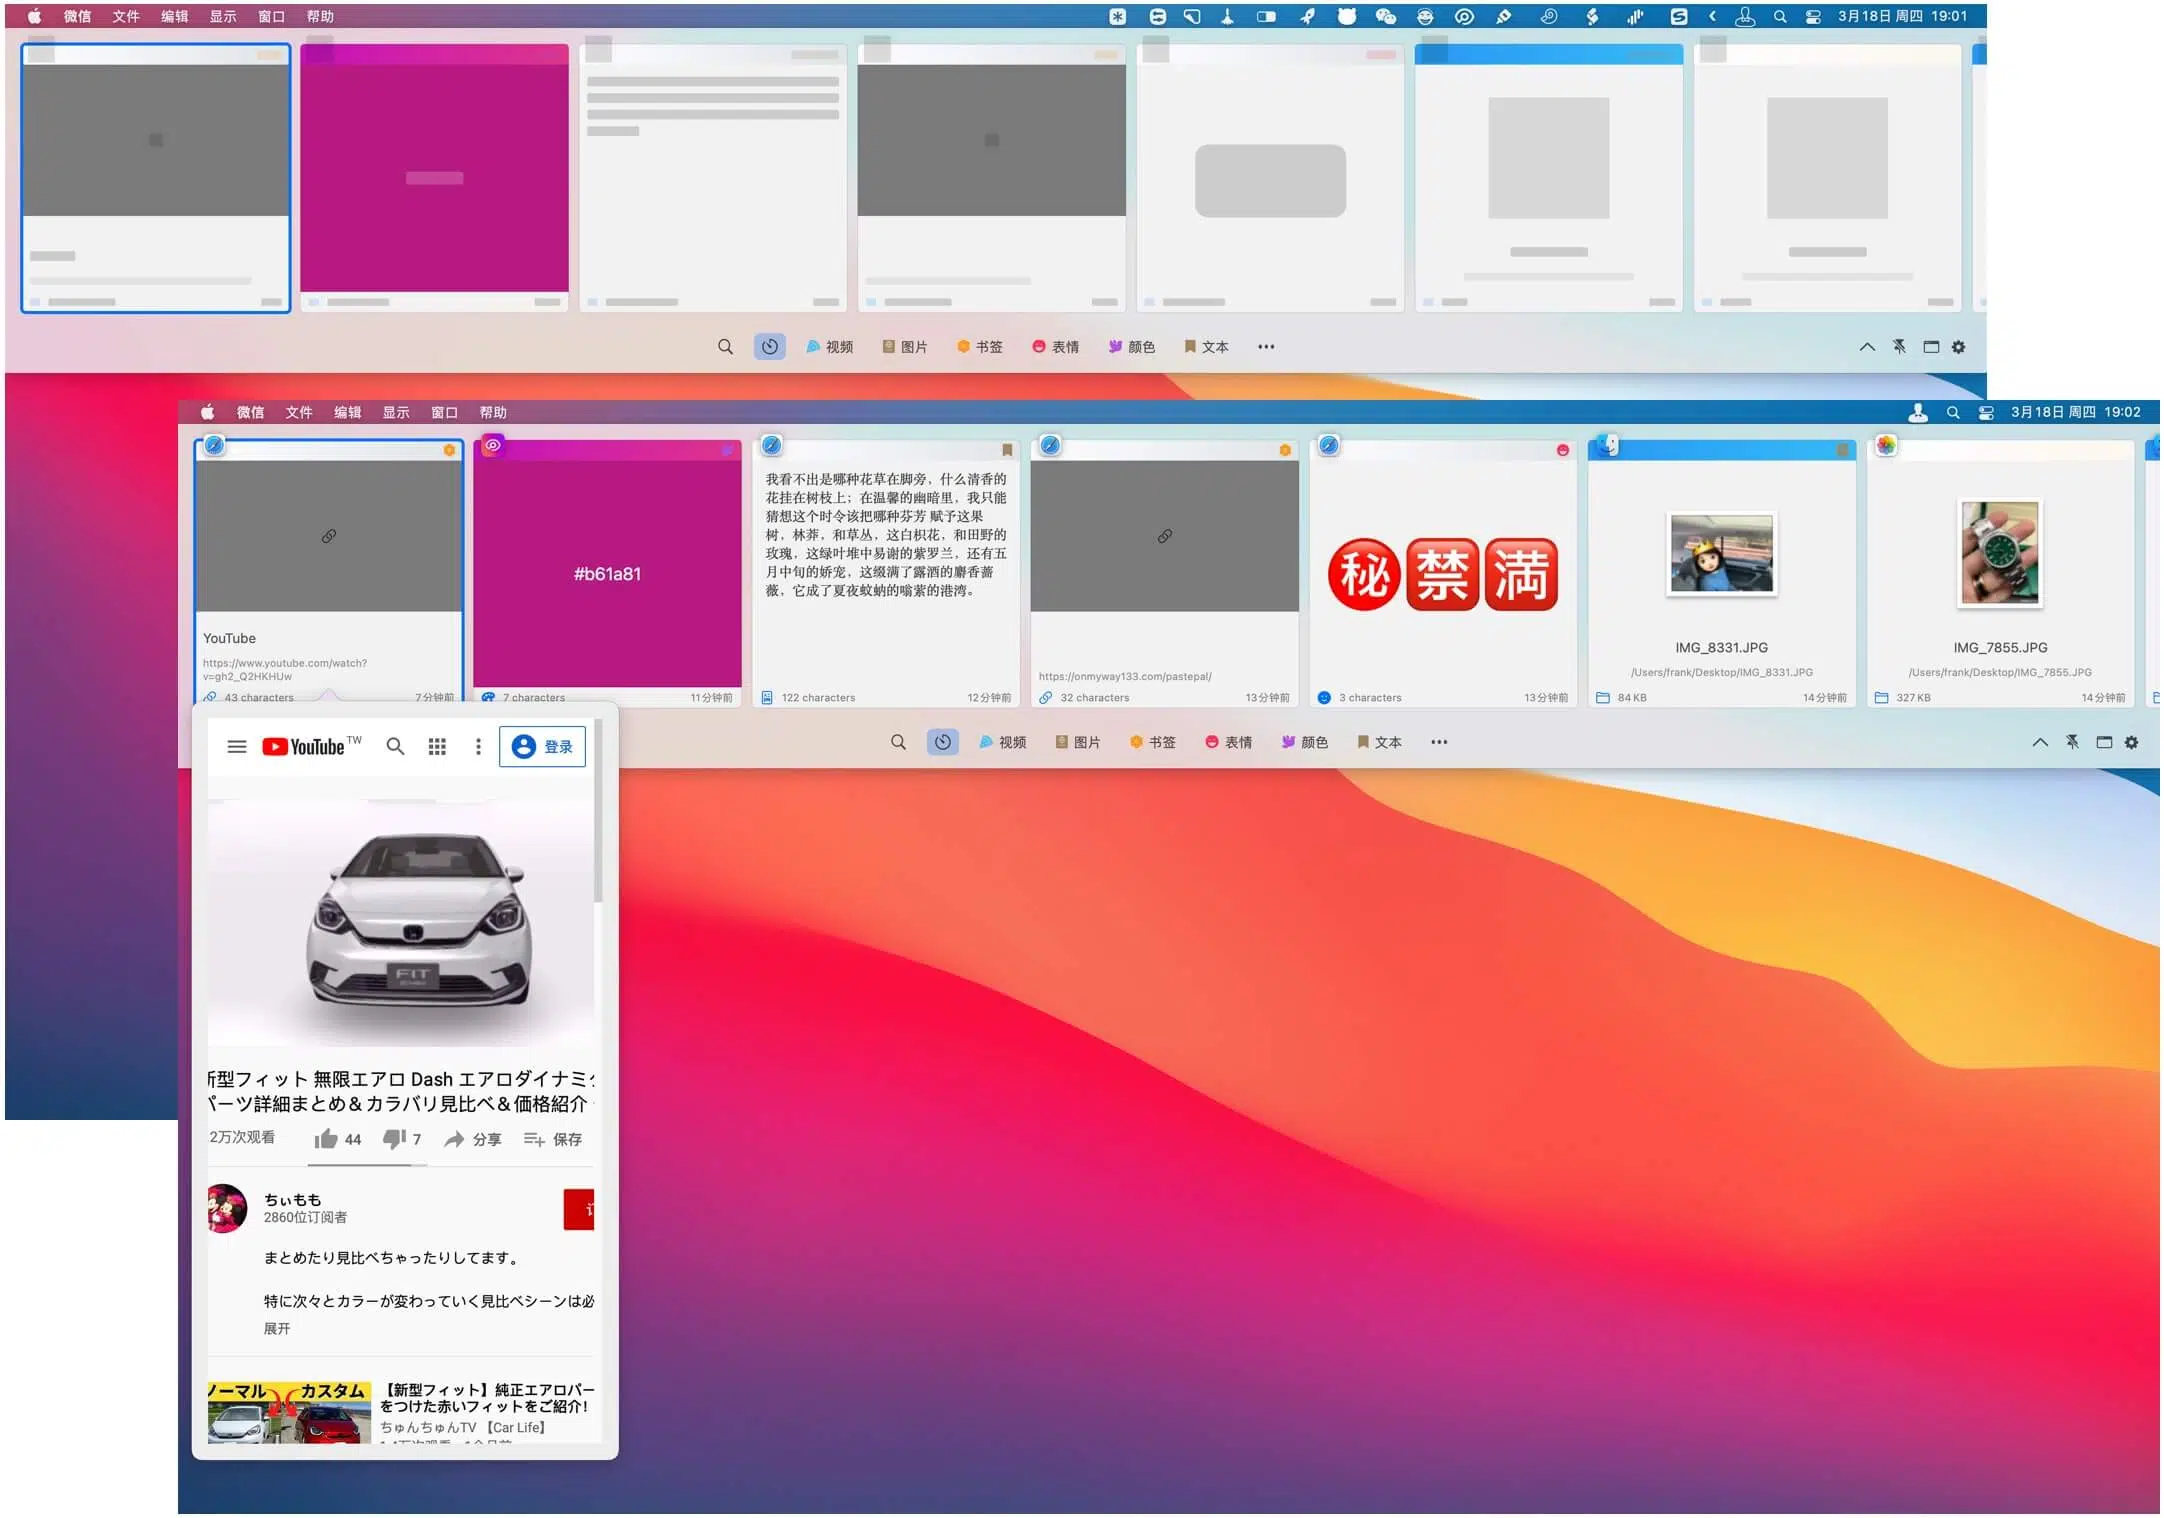 微信 文件 编辑 显示 窗口 帮助
3月18日 周四 19:01
视频 图片 书签 表情 颜色 文本
微信 文件 编辑 显示 窗口 帮助
3月18日 周四 19:02
YouTube
https://www.youtube.com/watch?
v=gh2_Q2HKHUw
43 characters 7分钟前
#b61a81
7 characters 11分钟前
我看不出是哪种花草在脚旁，什么清香的
花挂在树枝上；在温馨的幽暗里，我只能
猜想这个时令该把哪种芬芳 赋予这果
树，林莽，和草丛，这白枳花，和田野的
玫瑰，这绿叶堆中易谢的紫罗兰，还有五
月中旬的娇宠，这缀满了露酒的麝香蔷
薇，它成了夏夜蚊蚋的嗡萦的港湾。
122 characters 12分钟前
https://onmyway133.com/pastepal/
32 characters 13分钟前
秘 禁 満
3 characters 13分钟前
IMG_8331.JPG
/Users/frank/Desktop/IMG_8331.JPG
84 KB 14分钟前
IMG_7855.JPG
/Users/frank/Desktop/IMG_7855.JPG
327 KB 14分钟前
视频 图片 书签 表情 颜色 文本
YouTube TW 登录
FIT
新型フィット 無限エアロ Dash エアロダイナミク
パーツ詳細まとめ＆カラバリ見比べ＆価格紹介
2万次观看 44 7 分享 保存
ちぃもも
2860位订阅者
まとめたり見比べちゃったりしてます。
特に次々とカラーが変わっていく見比べシーンは必
展开
ノーマル カスタム
【新型フィット】純正エアロパー
をつけた赤いフィットをご紹介！
ちゅんちゅんTV 【Car Life】